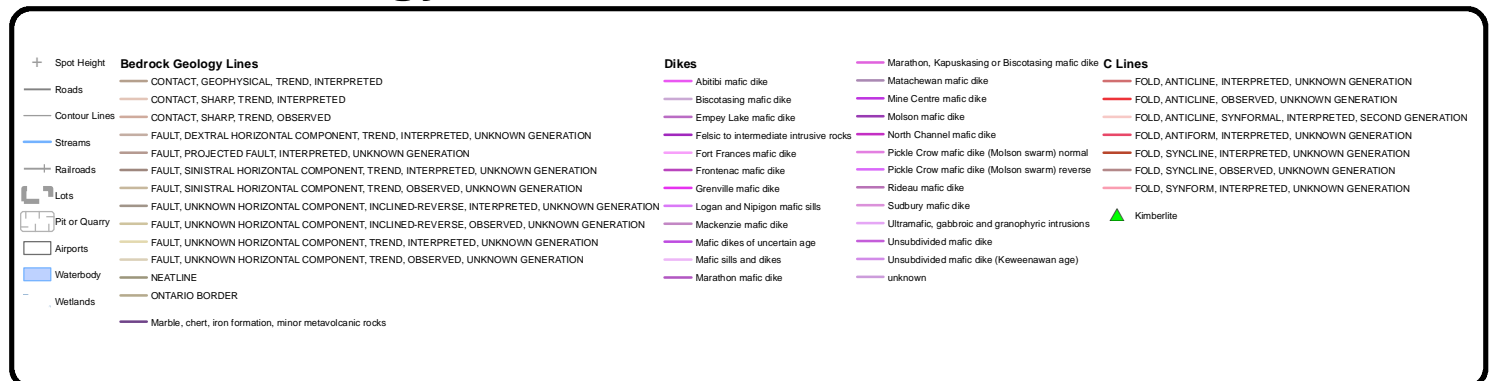 Spot Height
Roads
Contour Lines
Streams
Railroads
Lots
Pit or Quarry
Airports
Waterbody
Wetlands
Bedrock Geology Lines
CONTACT, GEOPHYSICAL, TREND, INTERPRETED
CONTACT, SHARP, TREND, INTERPRETED
CONTACT, SHARP, TREND, OBSERVED
FAULT, DEXTRAL HORIZONTAL COMPONENT, TREND, INTERPRETED, UNKNOWN GENERATION
FAULT, PROJECTED FAULT, INTERPRETED, UNKNOWN GENERATION
FAULT, SINISTRAL HORIZONTAL COMPONENT, TREND, INTERPRETED, UNKNOWN GENERATION
FAULT, SINISTRAL HORIZONTAL COMPONENT, TREND, OBSERVED, UNKNOWN GENERATION
FAULT, UNKNOWN HORIZONTAL COMPONENT, INCLINED-REVERSE, INTERPRETED, UNKNOWN GENERATION
FAULT, UNKNOWN HORIZONTAL COMPONENT, INCLINED-REVERSE, OBSERVED, UNKNOWN GENERATION
FAULT, UNKNOWN HORIZONTAL COMPONENT, TREND, INTERPRETED, UNKNOWN GENERATION
FAULT, UNKNOWN HORIZONTAL COMPONENT, TREND, OBSERVED, UNKNOWN GENERATION
NEATLINE
ONTARIO BORDER
Marble, chert, iron formation, minor metavolcanic rocks
Dikes
Abitibi mafic dike
Biscotasing mafic dike
Empey Lake mafic dike
Felsic to intermediate intrusive rocks
Fort Frances mafic dike
Frontenac mafic dike
Grenville mafic dike
Logan and Nipigon mafic sills
Mackenzie mafic dike
Mafic dikes of uncertain age
Mafic sills and dikes
Marathon mafic dike
Marathon, Kapuskasing or Biscotasing mafic dike
Matachewan mafic dike
Mine Centre mafic dike
Molson mafic dike
North Channel mafic dike
Pickle Crow mafic dike (Molson swarm) normal
Pickle Crow mafic dike (Molson swarm) reverse
Rideau mafic dike
Sudbury mafic dike
Ultramafic, gabbroic and granophyric intrusions
Unsubdivided mafic dike
Unsubdivided mafic dike (Keweenawan age)
unknown
C Lines
FOLD, ANTICLINE, INTERPRETED, UNKNOWN GENERATION
FOLD, ANTICLINE, OBSERVED, UNKNOWN GENERATION
FOLD, ANTICLINE, SYNFORMAL, INTERPRETED, SECOND GENERATION
FOLD, ANTIFORM, INTERPRETED, UNKNOWN GENERATION
FOLD, SYNCLINE, INTERPRETED, UNKNOWN GENERATION
FOLD, SYNCLINE, OBSERVED, UNKNOWN GENERATION
FOLD, SYNFORM, INTERPRETED, UNKNOWN GENERATION
Kimberlite